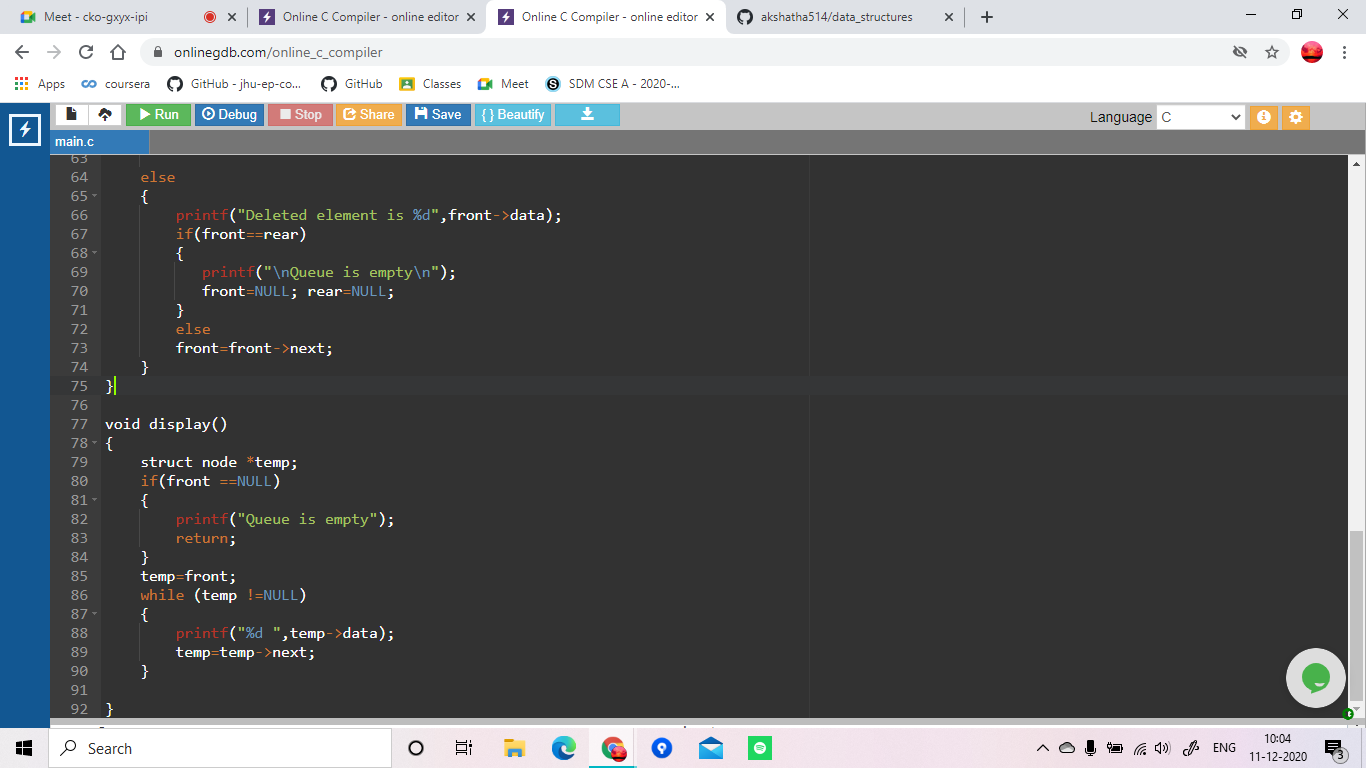 Meet - cko-gxyx-ipi
Online C Compiler - online editor
Online C Compiler - online editor
akshatha514/data_structures
onlinegdb.com/online_c_compiler
Apps coursera GitHub - jhu-ep-co... GitHub Classes Meet SDM CSE A - 2020-...
Run Debug Stop Share Save { } Beautify Language C
main.c
63
64 else
65 {
66 printf("Deleted element is %d",front->data);
67 if(front==rear)
68 {
69 printf("\nQueue is empty\n");
70 front=NULL; rear=NULL;
71 }
72 else
73 front=front->next;
74 }
75 }
76
77 void display()
78 {
79 struct node *temp;
80 if(front ==NULL)
81 {
82 printf("Queue is empty");
83 return;
84 }
85 temp=front;
86 while (temp !=NULL)
87 {
88 printf("%d ",temp->data);
89 temp=temp->next;
90 }
91
92 }
Search
ENG
10:04
11-12-2020
3